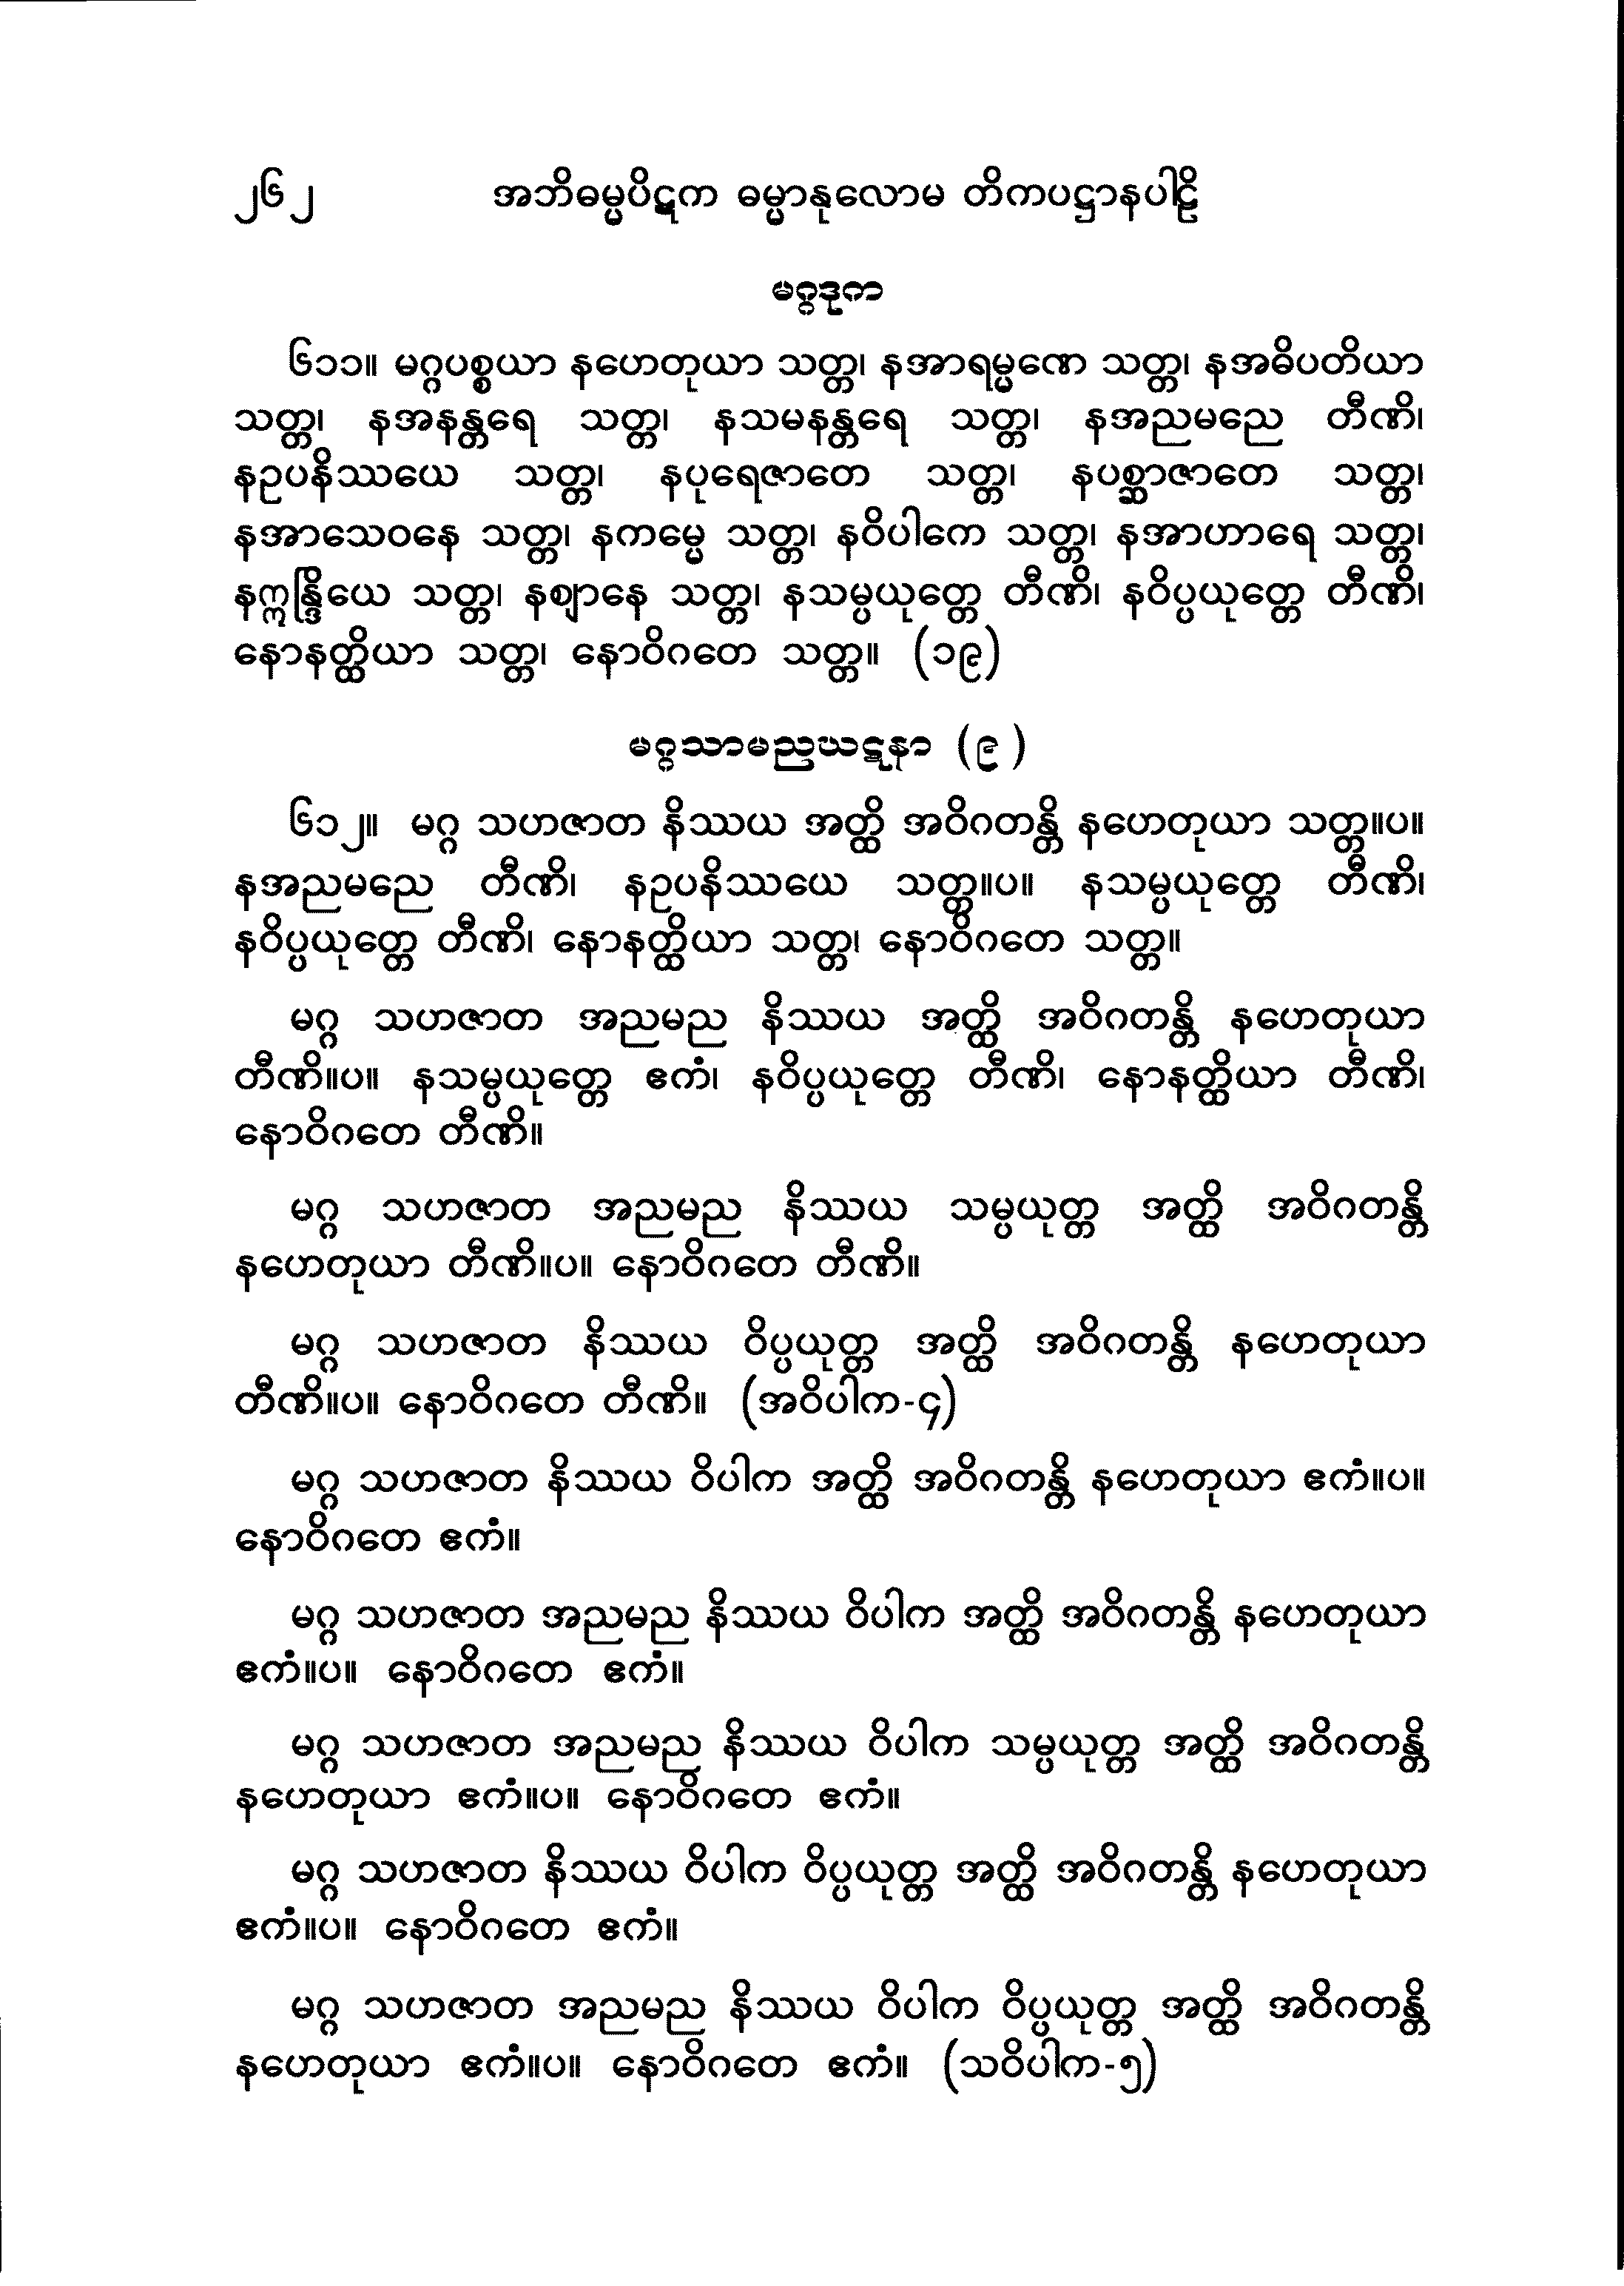 ၂၆၂ အဘိဓမ္မပိဋက ဓမ္မာနုလောမ တိကပဋ္ဌာနပါဠိ
မဂ္ဂဒုက
၆၁၁။ မဂ္ဂပစ္စယာ နဟေတုယာ သတ္တ၊ နအာရမ္မဏေ သတ္တ၊ နအဓိပတိယာ
သတ္တ၊ နအနန္တရေ သတ္တ၊ နသမနန္တရေ သတ္တ၊ နအညမညေ တီဏိ၊
နဥပနိဿယေ သတ္တ၊ နပုရေဇာတေ သတ္တ၊ နပစ္ဆာဇာတေ သတ္တ၊
နအာသေဝနေ သတ္တ၊ နကမ္မေ သတ္တ၊ နဝိပါကေ သတ္တ၊ နအာဟာရေ သတ္တ၊
နဣန္ဒြိယေ သတ္တ၊ နဈာနေ သတ္တ၊ နသမ္ပယုတ္တေ တီဏိ၊ နဝိပ္ပယုတ္တေ တီဏိ၊
နောနတ္ထိယာ သတ္တ၊ နောဝိဂတေ သတ္တ။ (၁၉)
မဂ္ဂသာမညဃဋနာ (၉)
၆၁၂။ မဂ္ဂ သဟဇာတ နိဿယ အတ္ထိ အဝိဂတန္တိ နဟေတုယာ သတ္တ။ပ။
နအညမညေ တီဏိ၊ နဥပနိဿယေ သတ္တ။ပ။ နသမ္ပယုတ္တေ တီဏိ၊
နဝိပ္ပယုတ္တေ တီဏိ၊ နောနတ္ထိယာ သတ္တ၊ နောဝိဂတေ သတ္တ။
မဂ္ဂ သဟဇာတ အညမည နိဿယ အတ္ထိ အဝိဂတန္တိ နဟေတုယာ
တီဏိ။ပ။ နသမ္ပယုတ္တေ ဧကံ၊ နဝိပ္ပယုတ္တေ တီဏိ၊ နောနတ္ထိယာ တီဏိ၊
နောဝိဂတေ တီဏိ။
မဂ္ဂ သဟဇာတ အညမည နိဿယ သမ္ပယုတ္တ အတ္ထိ အဝိဂတန္တိ
နဟေတုယာ တီဏိ။ပ။ နောဝိဂတေ တီဏိ။
မဂ္ဂ သဟဇာတ နိဿယ ဝိပ္ပယုတ္တ အတ္ထိ အဝိဂတန္တိ နဟေတုယာ
တီဏိ။ပ။ နောဝိဂတေ တီဏိ။ (အဝိပါက-၄)
မဂ္ဂ သဟဇာတ နိဿယ ဝိပါက အတ္ထိ အဝိဂတန္တိ နဟေတုယာ ဧကံ။ပ။
နောဝိဂတေ ဧကံ။
မဂ္ဂ သဟဇာတ အညမည နိဿယ ဝိပါက အတ္ထိ အဝိဂတန္တိ နဟေတုယာ
ဧကံ။ပ။ နောဝိဂတေ ဧကံ။
မဂ္ဂ သဟဇာတ အညမည နိဿယ ဝိပါက သမ္ပယုတ္တ အတ္ထိ အဝိဂတန္တိ
နဟေတုယာ ဧကံ။ပ။ နောဝိဂတေ ဧကံ။
မဂ္ဂ သဟဇာတ နိဿယ ဝိပါက ဝိပ္ပယုတ္တ အတ္ထိ အဝိဂတန္တိ နဟေတုယာ
ဧကံ။ပ။ နောဝိဂတေ ဧကံ။
မဂ္ဂ သဟဇာတ အညမည နိဿယ ဝိပါက ဝိပ္ပယုတ္တ အတ္ထိ အဝိဂတန္တိ
နဟေတုယာ ဧကံ။ပ။ နောဝိဂတေ ဧကံ။ (သဝိပါက-၅)